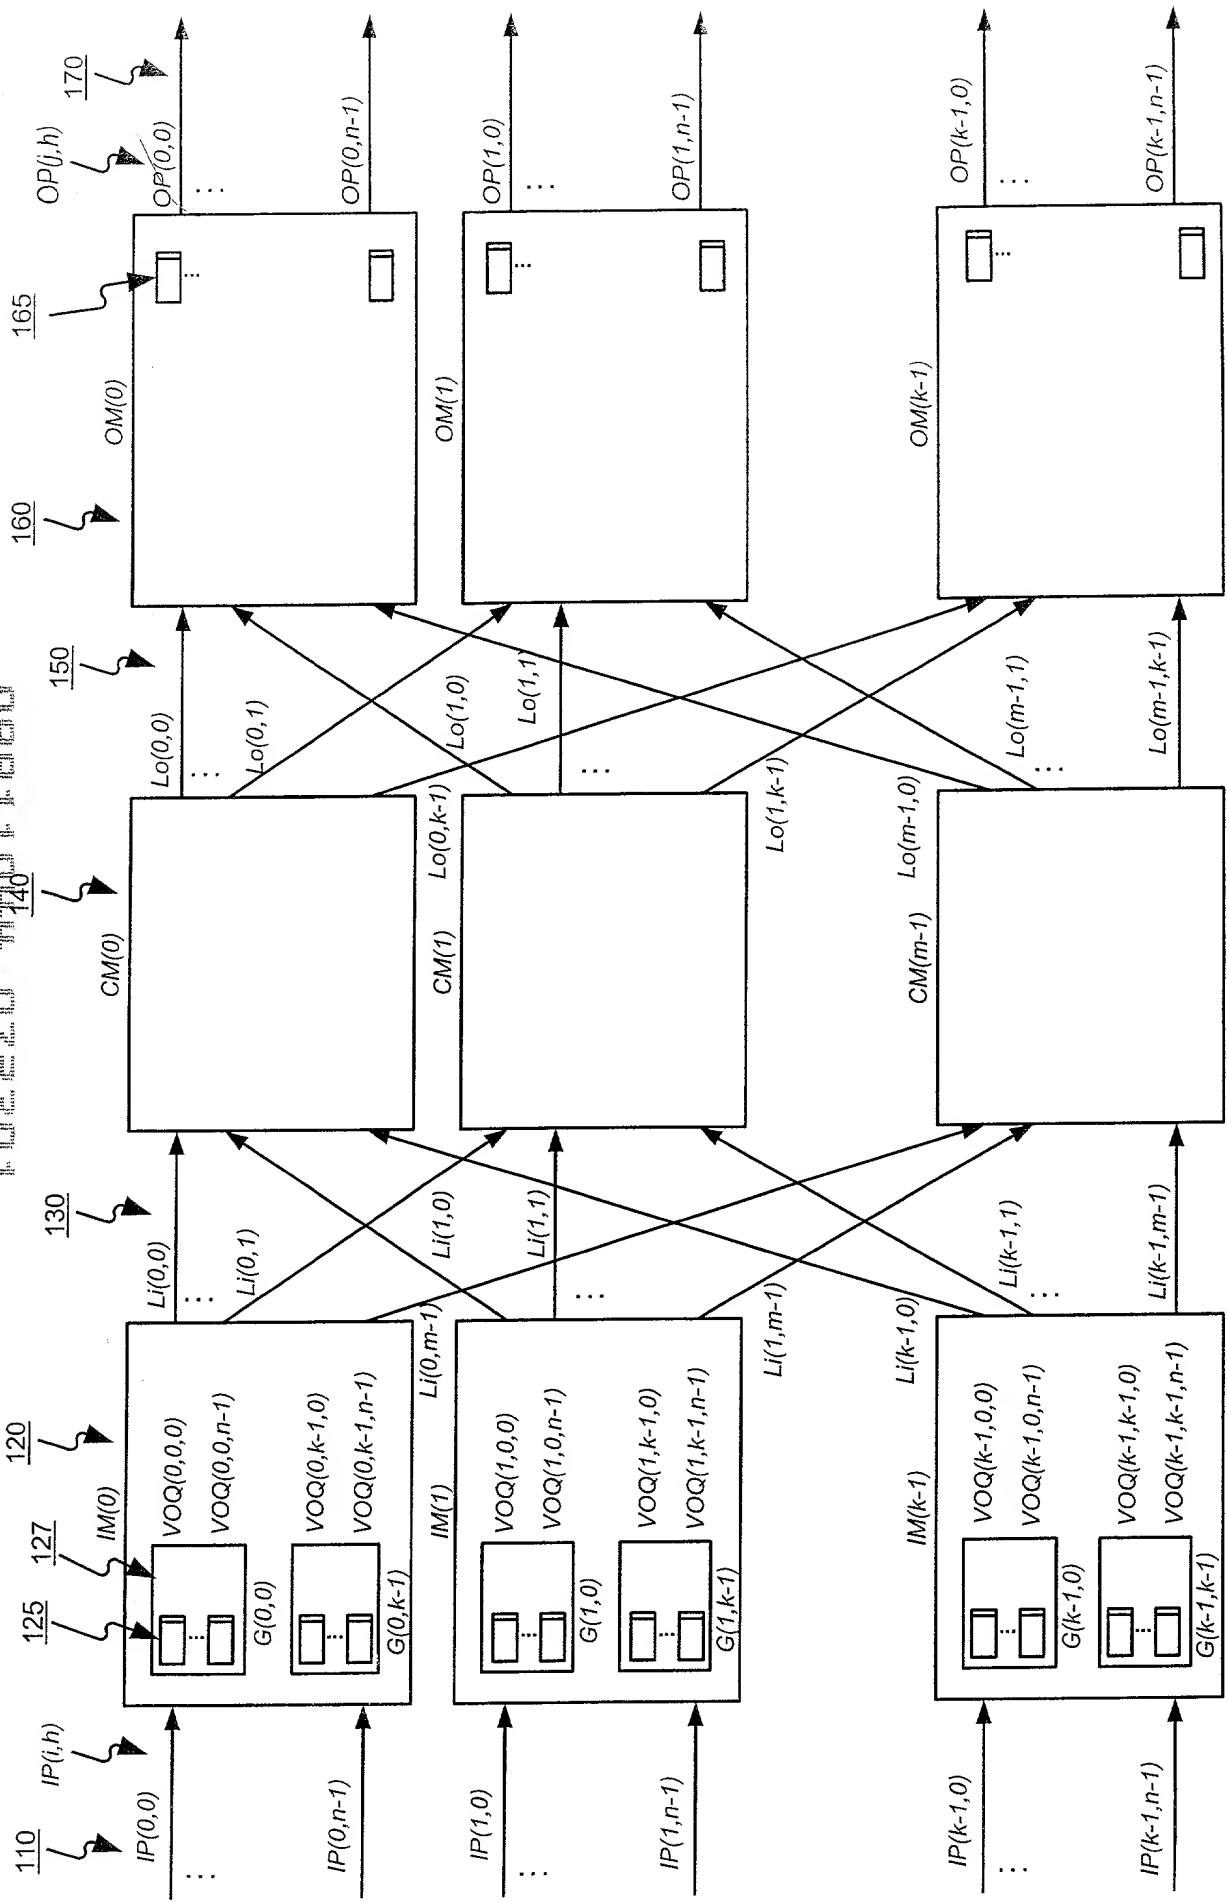 110
IP(i,h)
IP(0,0)
...
IP(0,n-1)
IP(1,0)
...
IP(1,n-1)
IP(k-1,0)
...
IP(k-1,n-1)
120
125
127
IM(0)
VOQ(0,0,0)
VOQ(0,0,n-1)
G(0,0)
VOQ(0,k-1,0)
VOQ(0,k-1,n-1)
G(0,k-1)
IM(1)
VOQ(1,0,0)
VOQ(1,0,n-1)
G(1,0)
VOQ(1,k-1,0)
VOQ(1,k-1,n-1)
G(1,k-1)
IM(k-1)
VOQ(k-1,0,0)
VOQ(k-1,0,n-1)
G(k-1,0)
VOQ(k-1,k-1,0)
VOQ(k-1,k-1,n-1)
G(k-1,k-1)
130
Li(0,0)
...
Li(0,1)
Li(0,m-1)
Li(1,0)
Li(1,1)
...
Li(1,m-1)
Li(k-1,0)
Li(k-1,1)
...
Li(k-1,m-1)
140
CM(0)
CM(1)
CM(m-1)
150
Lo(0,0)
...
Lo(0,1)
Lo(0,k-1)
Lo(1,0)
Lo(1,1)
...
Lo(1,k-1)
Lo(m-1,0)
Lo(m-1,1)
...
Lo(m-1,k-1)
160
165
OM(0)
OM(1)
OM(k-1)
170
OP(j,h)
OP(0,0)
...
OP(0,n-1)
OP(1,0)
...
OP(1,n-1)
OP(k-1,0)
...
OP(k-1,n-1)